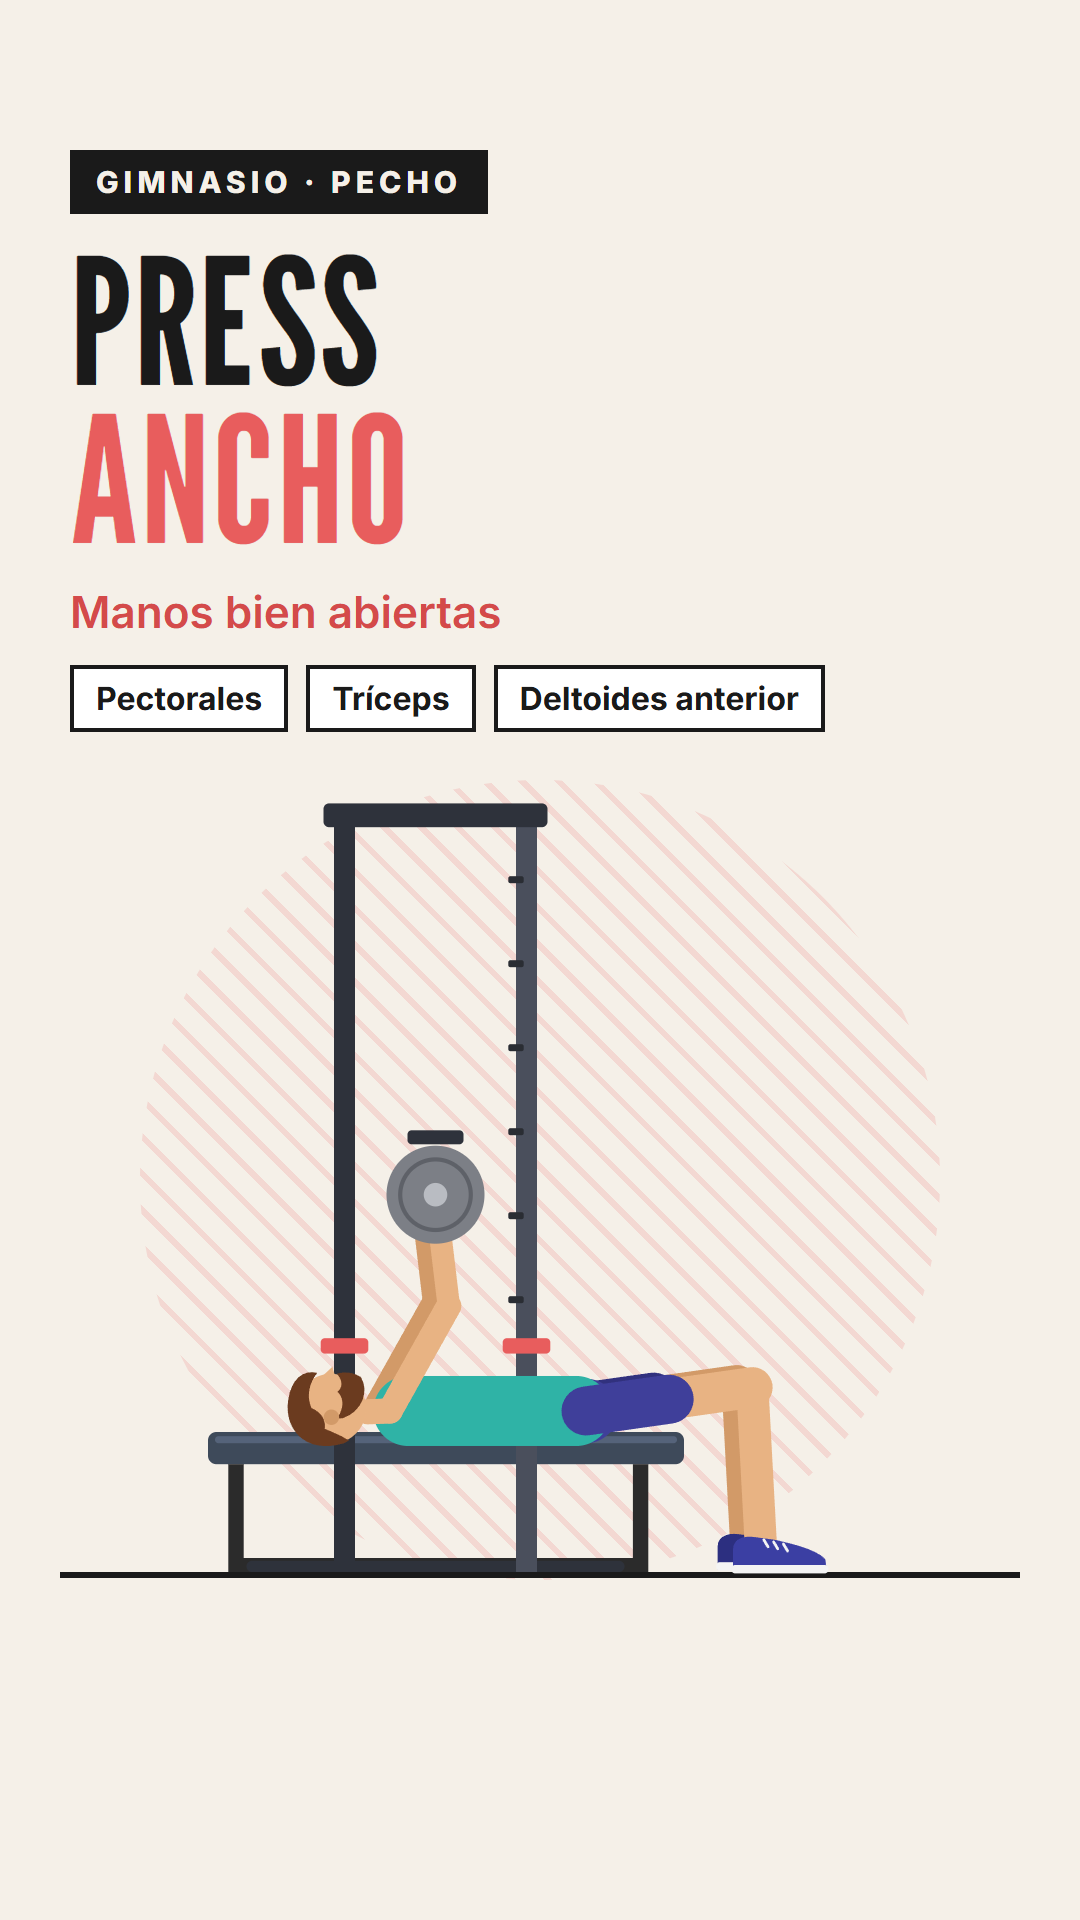 GIMNASIO · PECHO
PRESS
ANCHO
Manos bien abiertas
Pectorales
Tríceps
Deltoides anterior